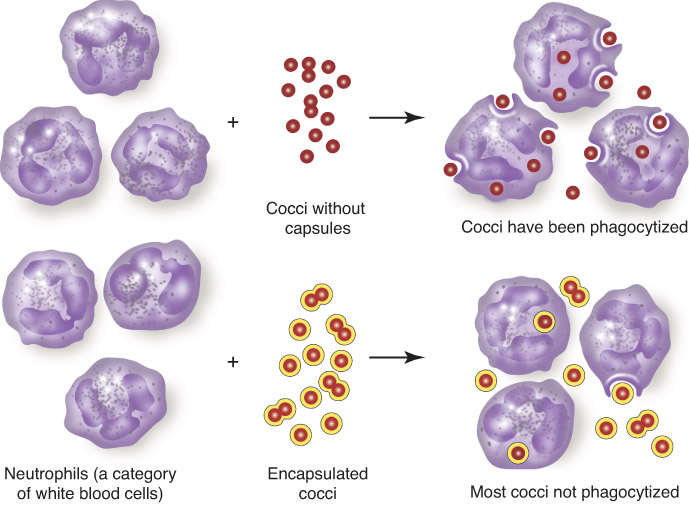 +
Cocci without
capsules
Cocci have been phagocytized
+
Neutrophils (a category
of white blood cells)
Encapsulated
cocci
Most cocci not phagocytized